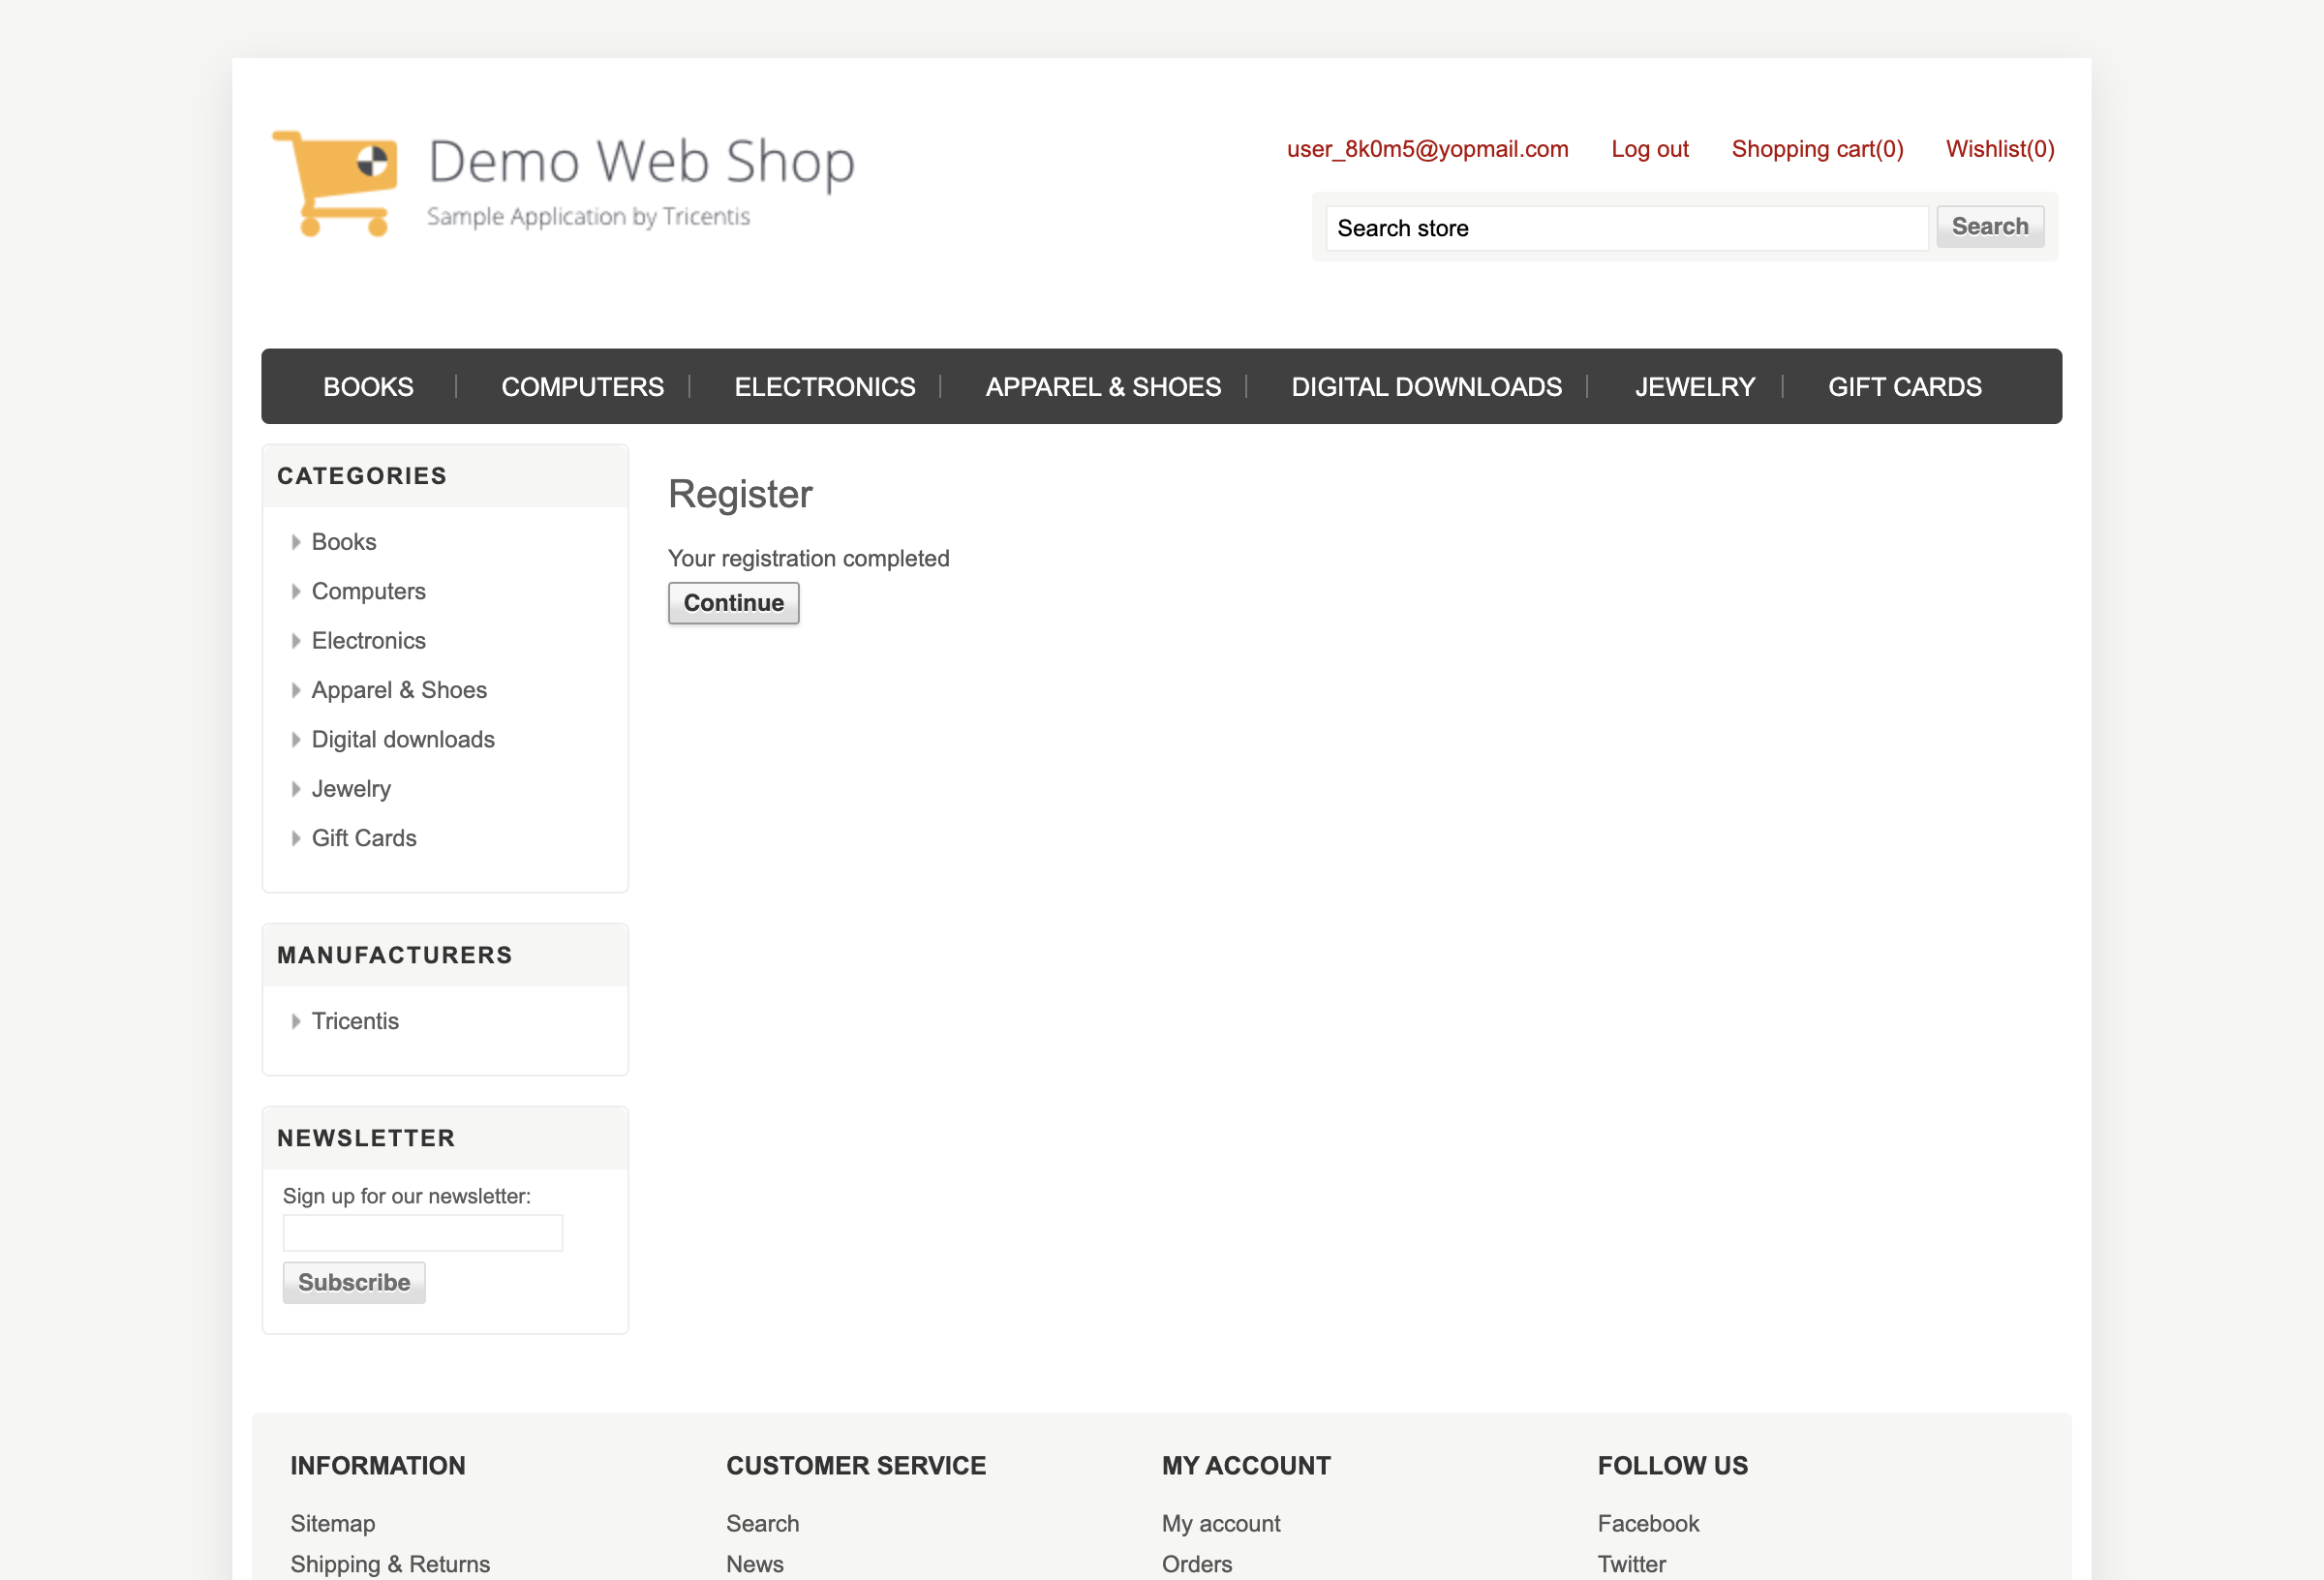 Demo Web Shop
Sample Application by Tricentis
user_8k0m5@yopmail.com Log out Shopping cart(0) Wishlist(0)
Search store Search
BOOKS COMPUTERS ELECTRONICS APPAREL & SHOES DIGITAL DOWNLOADS JEWELRY GIFT CARDS
CATEGORIES
Books
Computers
Electronics
Apparel & Shoes
Digital downloads
Jewelry
Gift Cards
MANUFACTURERS
Tricentis
NEWSLETTER
Sign up for our newsletter:
Subscribe
Register
Your registration completed
Continue
INFORMATION
Sitemap
Shipping & Returns
CUSTOMER SERVICE
Search
News
MY ACCOUNT
My account
Orders
FOLLOW US
Facebook
Twitter